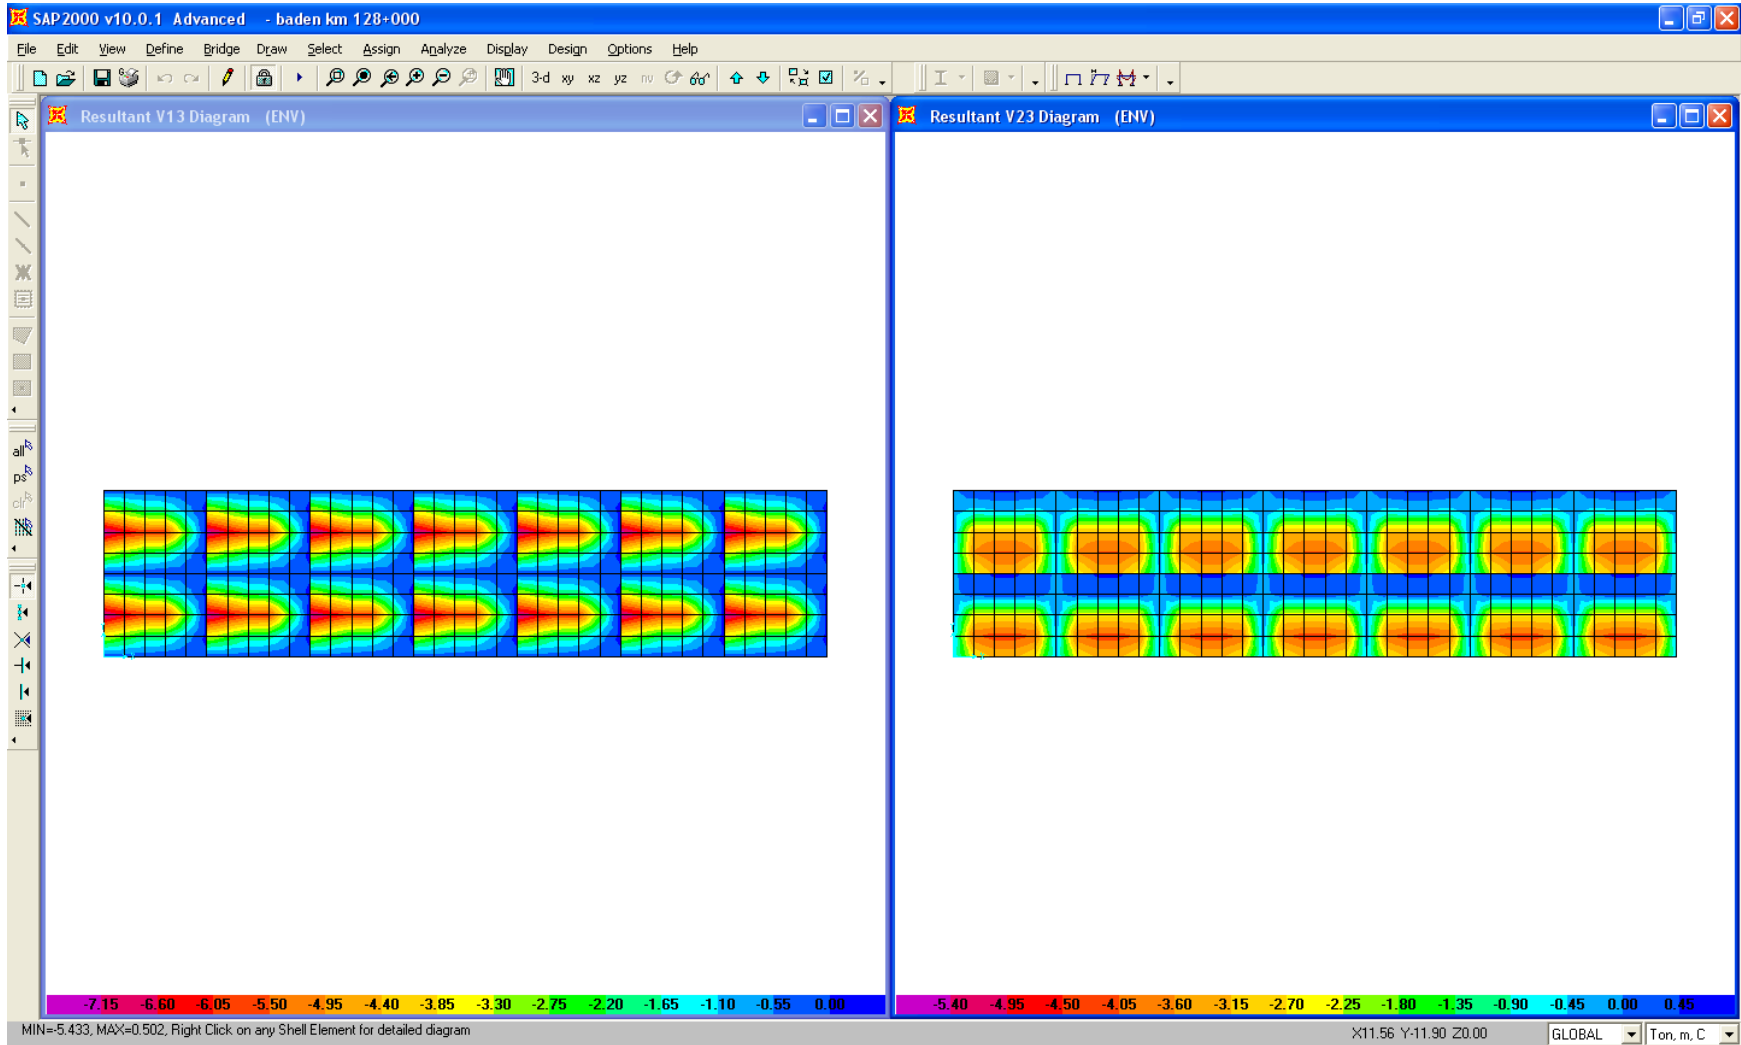 SAP2000 v10.0.1 Advanced - baden km 128+000
File Edit View Define Bridge Draw Select Assign Analyze Display Design Options Help
3-d xy xz yz nv
Resultant V13 Diagram (ENV)
Resultant V23 Diagram (ENV)
all
ps
clr
-7.15 -6.60 -6.05 -5.50 -4.95 -4.40 -3.85 -3.30 -2.75 -2.20 -1.65 -1.10 -0.55 0.00
-5.40 -4.95 -4.50 -4.05 -3.60 -3.15 -2.70 -2.25 -1.80 -1.35 -0.90 -0.45 0.00 0.45
MIN=-5.433, MAX=0.502, Right Click on any Shell Element for detailed diagram
X11.56 Y-11.90 Z0.00
GLOBAL
Ton, m, C